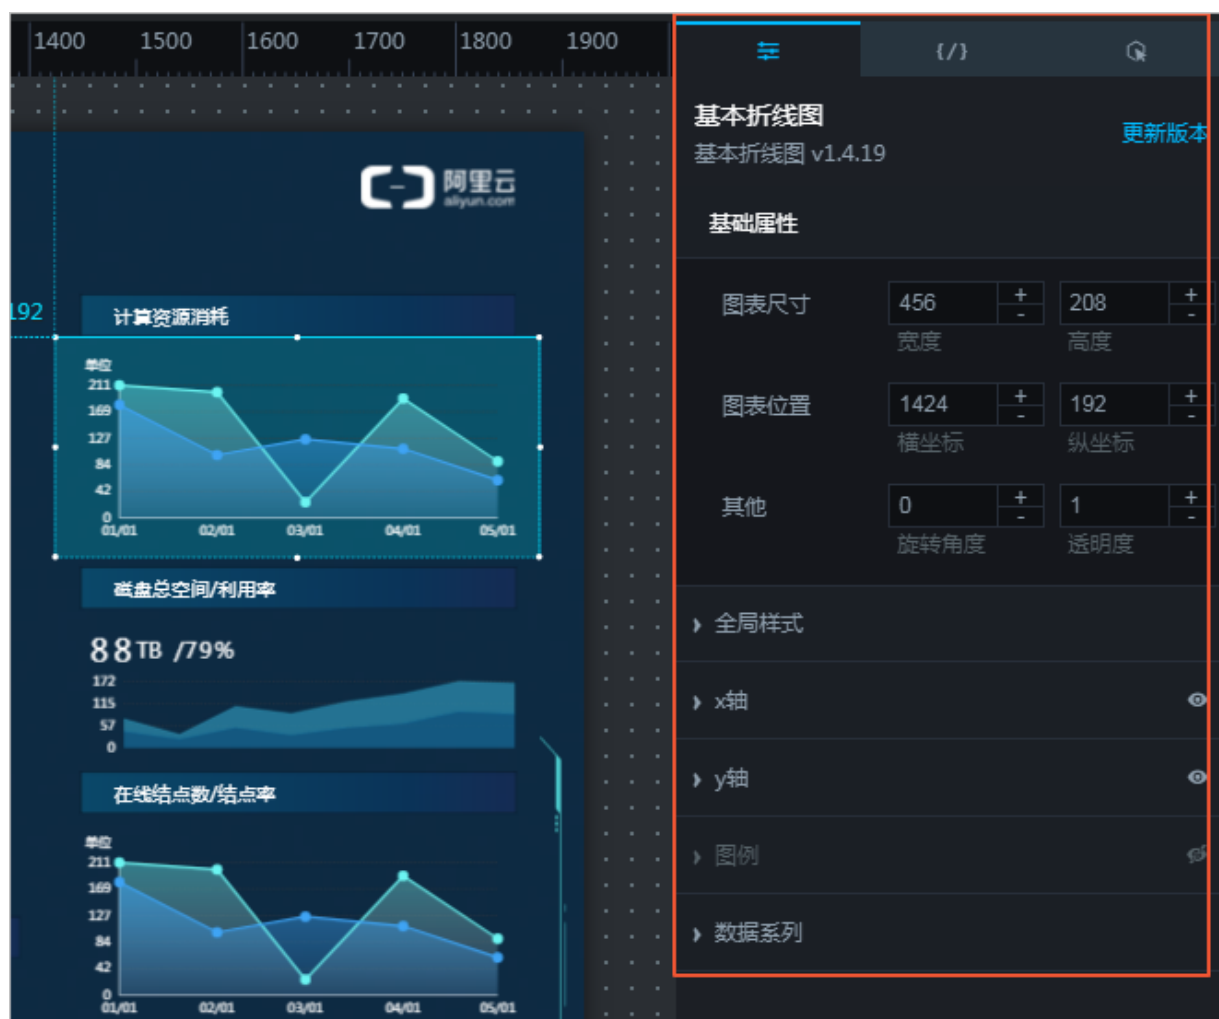 1400 1500 1600 1700 1800 1900
阿里云
aliyun.com
192
计算资源消耗
单位
211
169
127
84
42
0
01/01 02/01 03/01 04/01 05/01
磁盘总空间/利用率
88TB /79%
172
115
57
0
在线结点数/结点率
单位
211
169
127
84
42
0
01/01 02/01 03/01 04/01 05/01
{/}
基本折线图
更新版本
基本折线图 v1.4.19
基础属性
图表尺寸 456 + - 208 + -
宽度 高度
图表位置 1424 + - 192 + -
横坐标 纵坐标
其他 0 + - 1 + -
旋转角度 透明度
全局样式
x轴
y轴
图例
数据系列